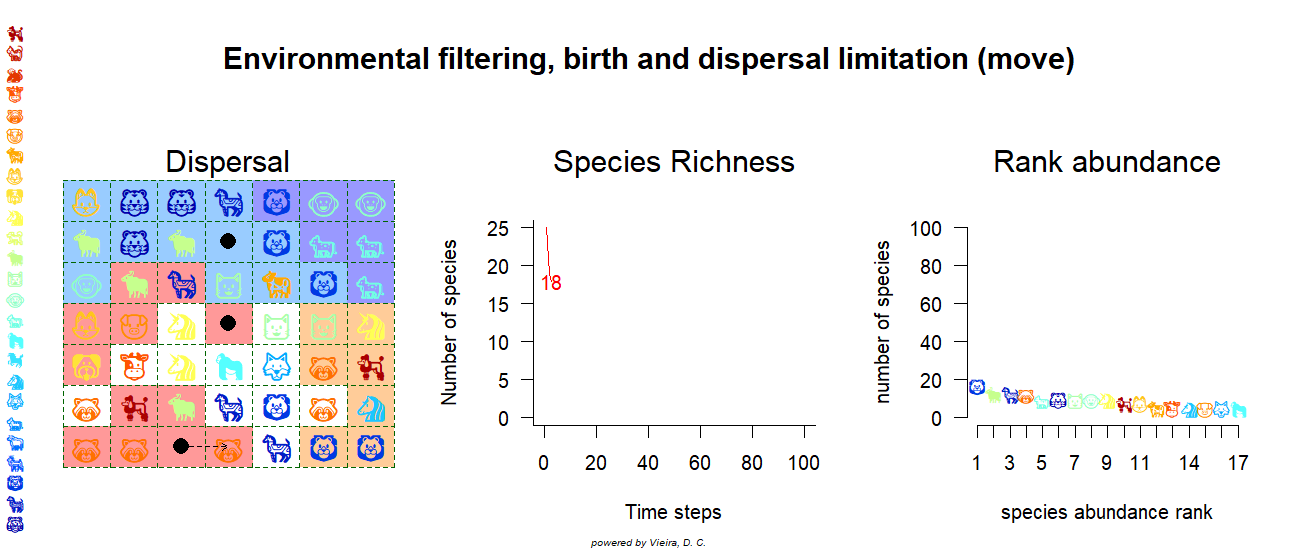 Environmental filtering, birth and dispersal limitation (move)
Dispersal
Species Richness
Number of species
25
20
15
10
5
0
18
0 20 40 60 80 100
Time steps
Rank abundance
number of species
100
80
60
40
20
0
1 3 5 7 9 11 14 17
species abundance rank
powered by Vieira, D. C.